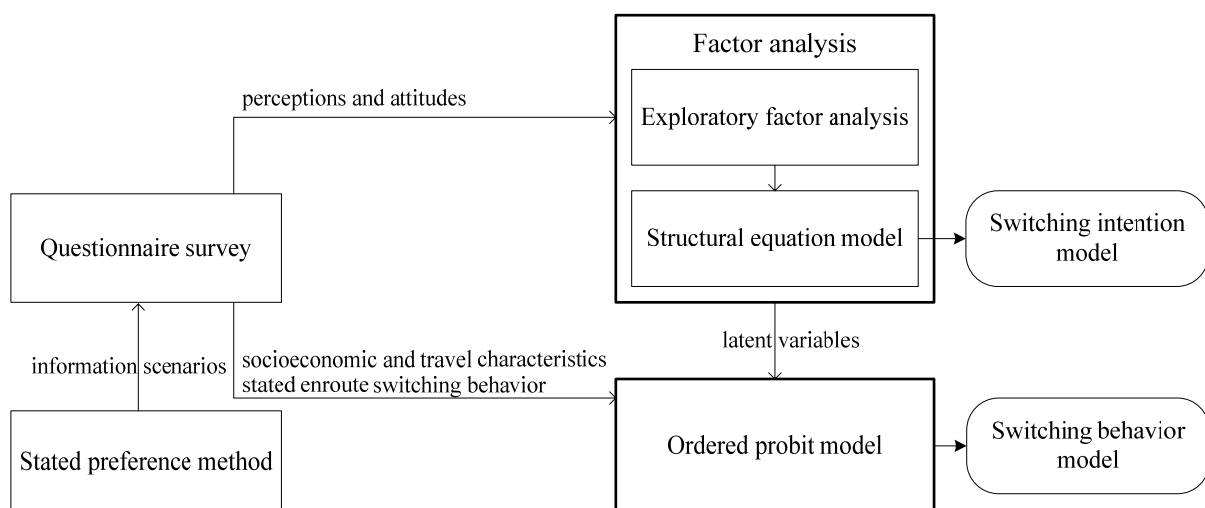 Factor analysis
perceptions and attitudes
Exploratory factor analysis
Questionnaire survey
Structural equation model
Switching intention
model
information scenarios
socioeconomic and travel characteristics
stated enroute switching behavior
latent variables
Stated preference method
Ordered probit model
Switching behavior
model